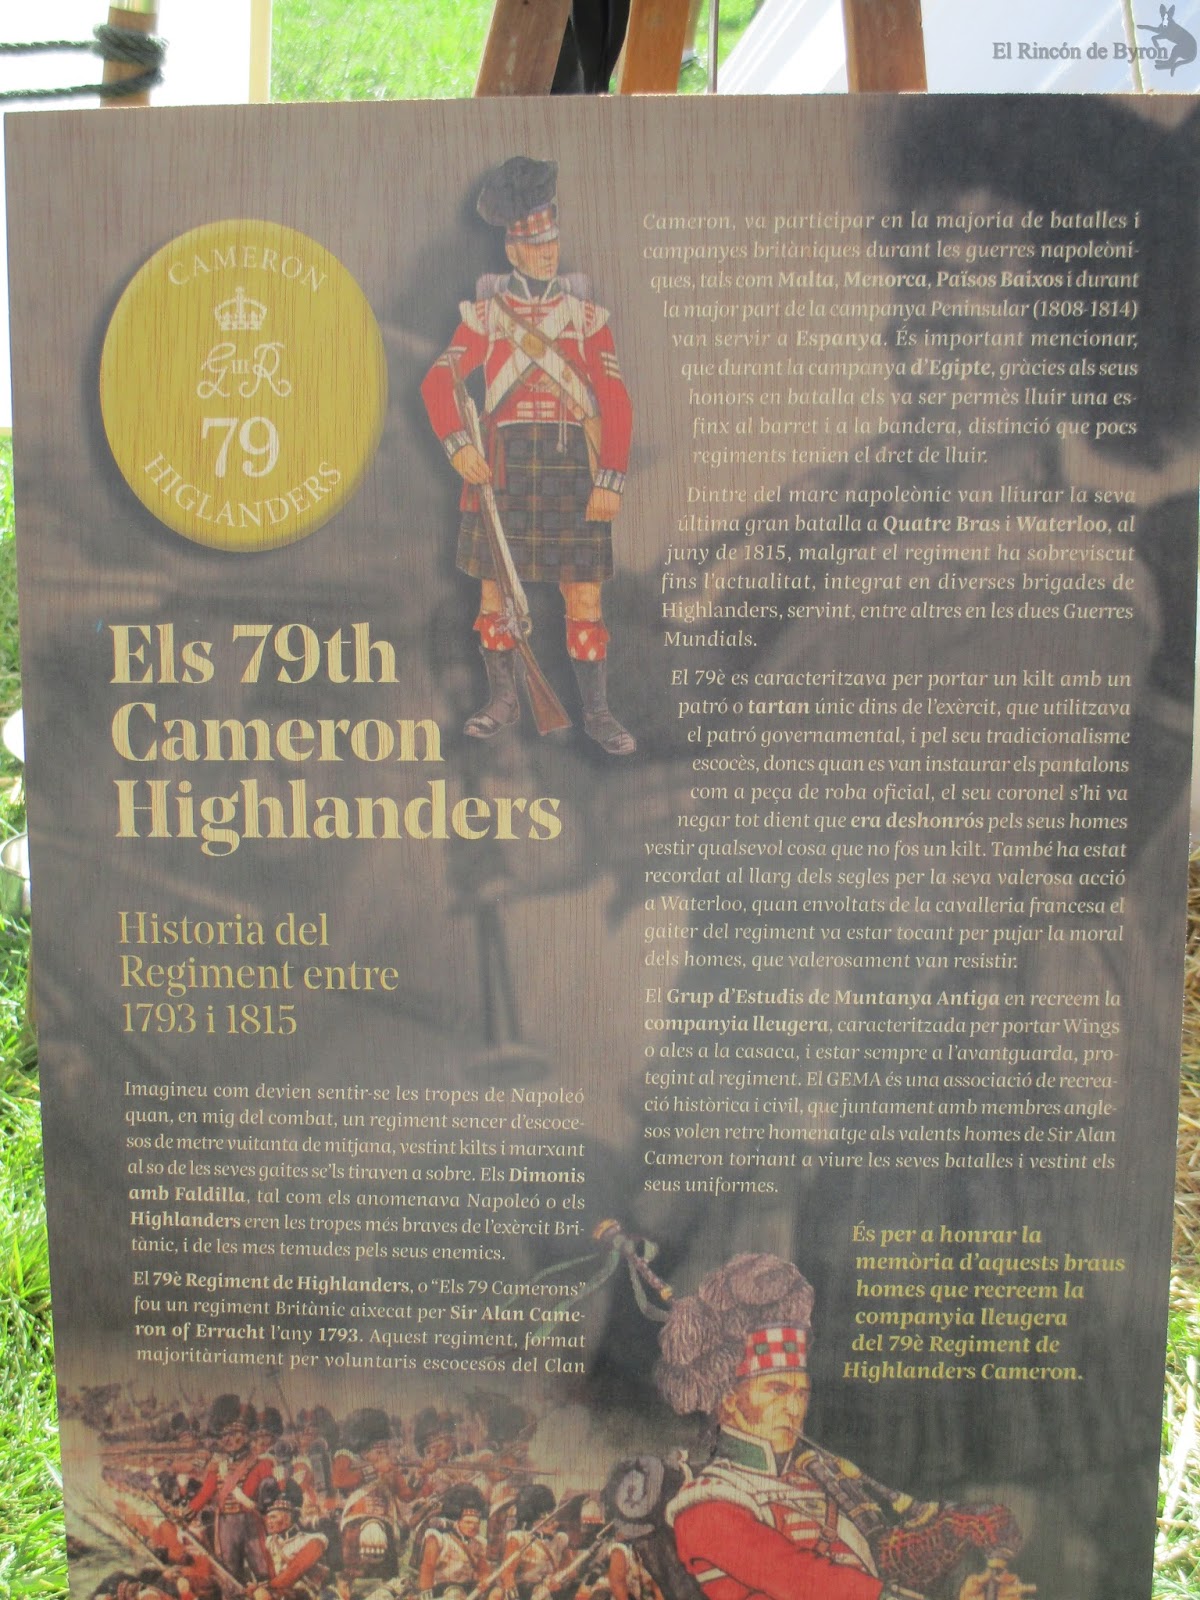 El Rincón de Byron
CAMERON
GIIIR
79
HIGLANDERS
Els 79th
Cameron
Highlanders
Historia del
Regiment entre
1793 i 1815
Imagineu com devien sentir-se les tropes de Napoleó
quan, en mig del combat, un regiment sencer d'escoce-
sos de metre vuitanta de mitjana, vestint kilts i marxant
al so de les seves gaites se'ls tiraven a sobre. Els Dimonis
amb Faldilla, tal com els anomenava Napoleó o els
Highlanders eren les tropes més braves de l'exèrcit Bri-
tànic, i de les mes temudes pels seus enemics.
El 79è Regiment de Highlanders, o "Els 79 Camerons"
fou un regiment Britànic aixecat per Sir Alan Came-
ron of Erracht l'any 1793. Aquest regiment, format
majoritàriament per voluntaris escocesos del Clan
Cameron, va participar en la majoria de batalles i
campanyes britàniques durant les guerres napoleòni-
ques, tals com Malta, Menorca, Països Baixos i durant
la major part de la campanya Peninsular (1808-1814)
van servir a Espanya. És important mencionar,
que durant la campanya d'Egipte, gràcies als seus
honors en batalla els va ser permès lluir una es-
finx al barret i a la bandera, distinció que pocs
regiments tenien el dret de lluir.
Dintre del marc napoleònic van lliurar la seva
última gran batalla a Quatre Bras i Waterloo, al
juny de 1815, malgrat el regiment ha sobreviscut
fins l'actualitat, integrat en diverses brigades de
Highlanders, servint, entre altres en les dues Guerres
Mundials.
El 79è es caracteritzava per portar un kilt amb un
patró o tartan únic dins de l'exèrcit, que utilitzava
el patró governamental, i pel seu tradicionalisme
escocès, doncs quan es van instaurar els pantalons
com a peça de roba oficial, el seu coronel s'hi va
negar tot dient que era deshonrós pels seus homes
vestir qualsevol cosa que no fos un kilt. També ha estat
recordat al llarg dels segles per la seva valerosa acció
a Waterloo, quan envoltats de la cavalleria francesa el
gaiter del regiment va estar tocant per pujar la moral
dels homes, que valerosament van resistir.
El Grup d'Estudis de Muntanya Antiga en recreem la
companyia lleugera, caracteritzada per portar Wings
o ales a la casaca, i estar sempre a l'avantguarda, pro-
tegint al regiment. El GEMA és una associació de recrea-
ció històrica i civil, que juntament amb membres angle-
sos volen retre homenatge als valents homes de Sir Alan
Cameron tornant a viure les seves batalles i vestint els
seus uniformes.
És per a honrar la
memòria d'aquests braus
homes que recreem la
companyia lleugera
del 79è Regiment de
Highlanders Cameron.